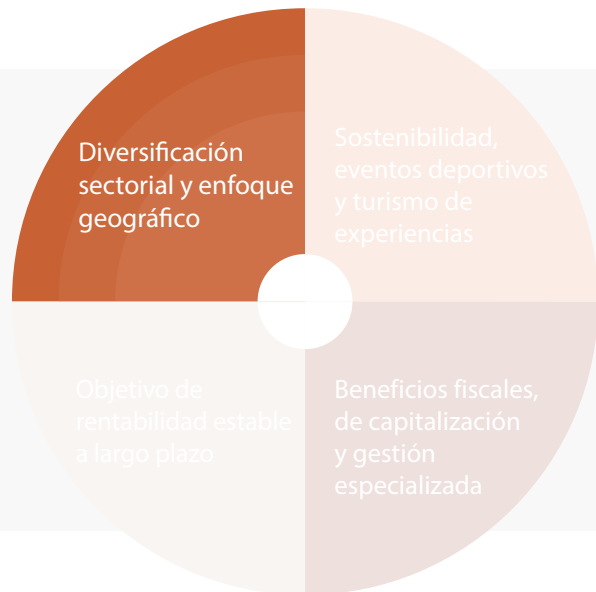 Diversificación
sectorial y enfoque
geográfico
Sostenibilidad,
eventos deportivos
y turismo de
experiencias
Objetivo de
rentabilidad estable
a largo plazo
Beneficios fiscales,
de capitalización
y gestión
especializada